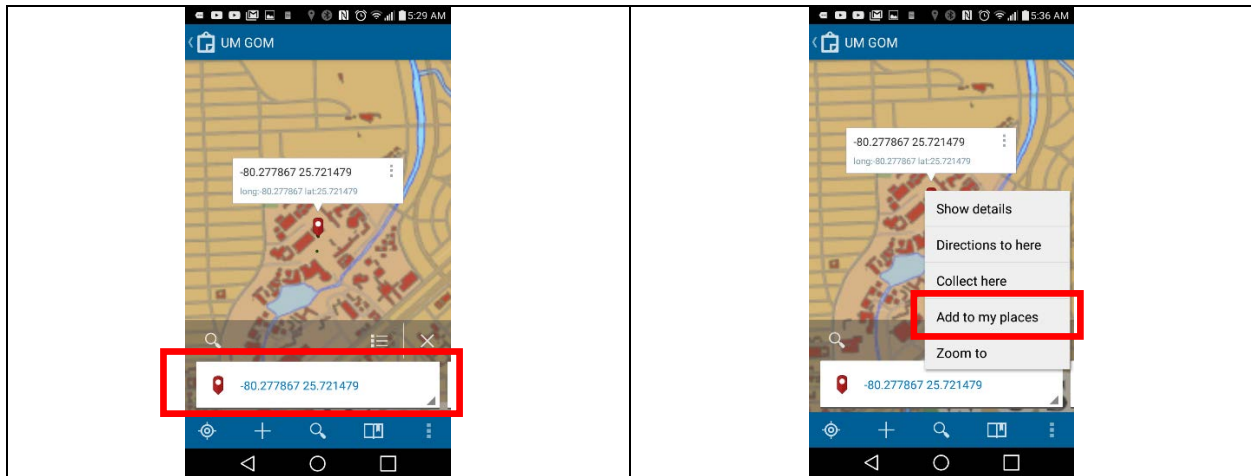 5:29 AM
UM GOM
-80.277867 25.721479
long:-80.277867 lat:25.721479
-80.277867 25.721479
5:36 AM
UM GOM
-80.277867 25.721479
long:-80.277867 lat:25.721479
Show details
Directions to here
Collect here
Add to my places
Zoom to
-80.277867 25.721479